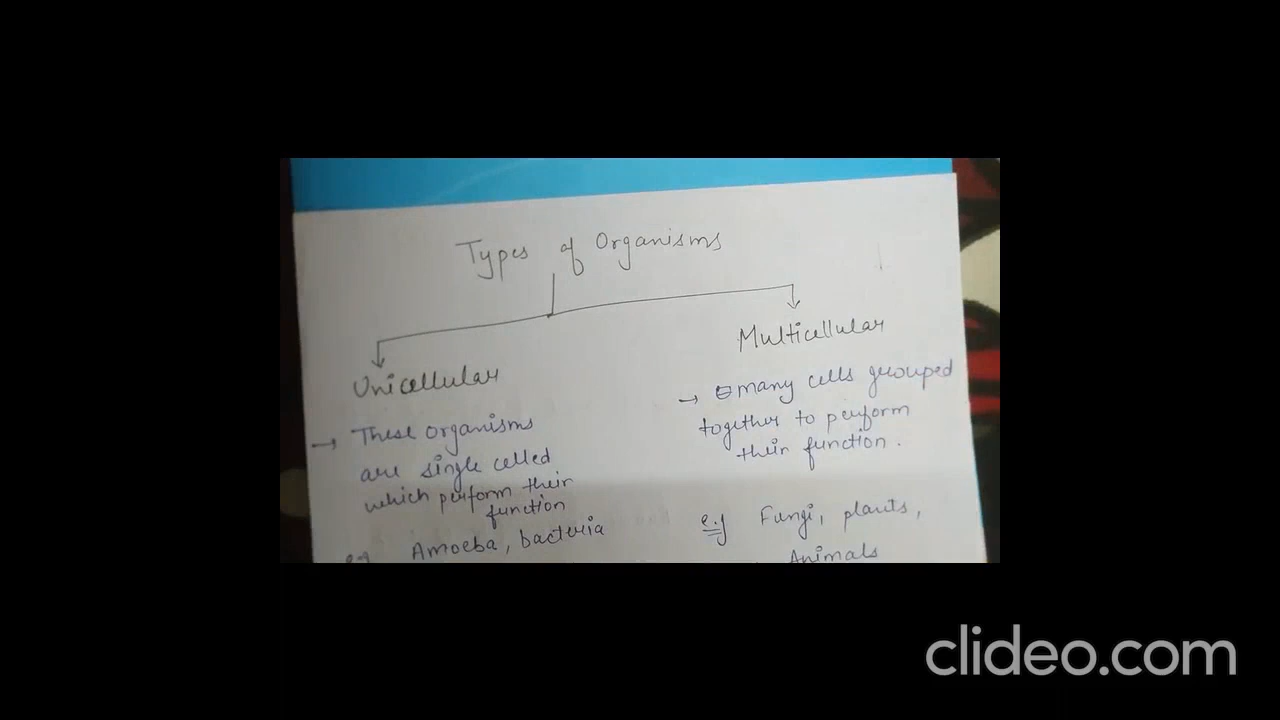 Types of Organisms
Unicellular
→ These organisms
are single celled
which perform their
function
e.g Amoeba, bacteria
Multicellular
→ many cells grouped
together to perform
their function.
e.g Fungi, plants,
Animals
clideo.com